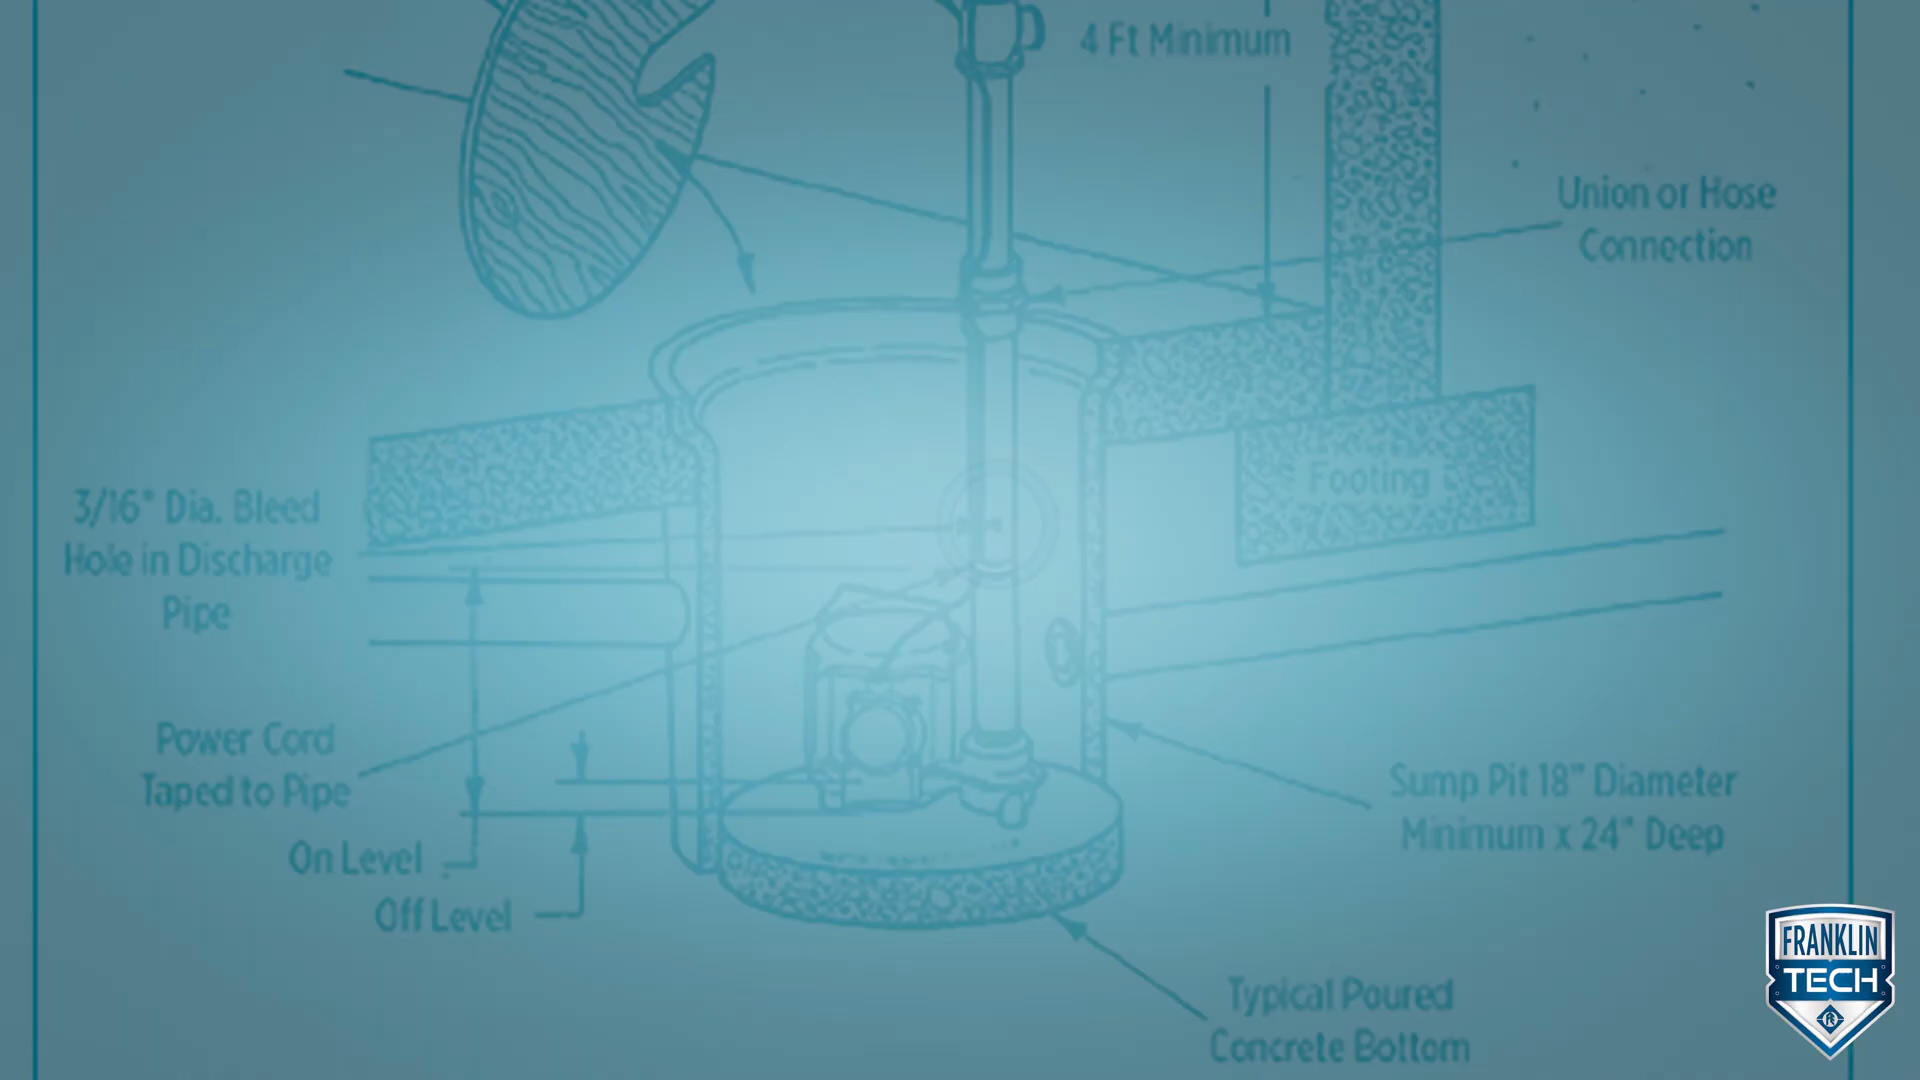 4 Ft Minimum
Union or Hose
Connection
Footing
3/16" Dia. Bleed
Hole in Discharge
Pipe
Power Cord
Taped to Pipe
On Level
Off Level
Sump Pit 18" Diameter
Minimum x 24" Deep
Typical Poured
Concrete Bottom
FRANKLIN
TECH